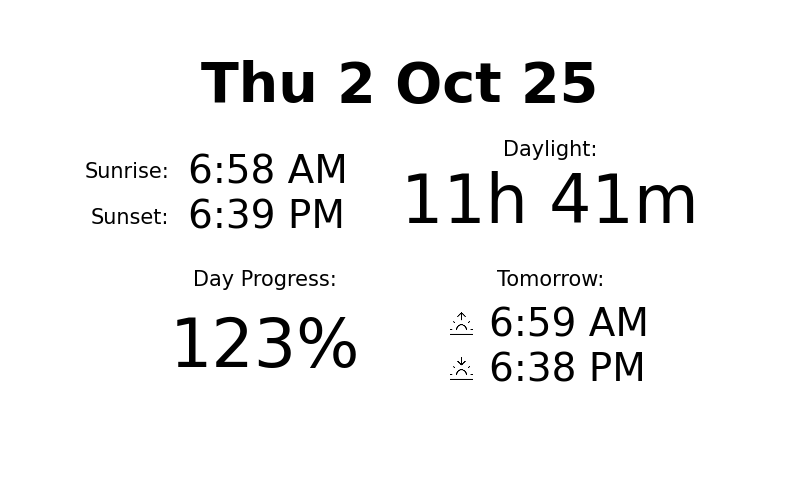 Thu 2 Oct 25
Sunrise: 6:58 AM
Sunset: 6:39 PM
Daylight:
11h 41m
Day Progress:
123%
Tomorrow:
6:59 AM
6:38 PM